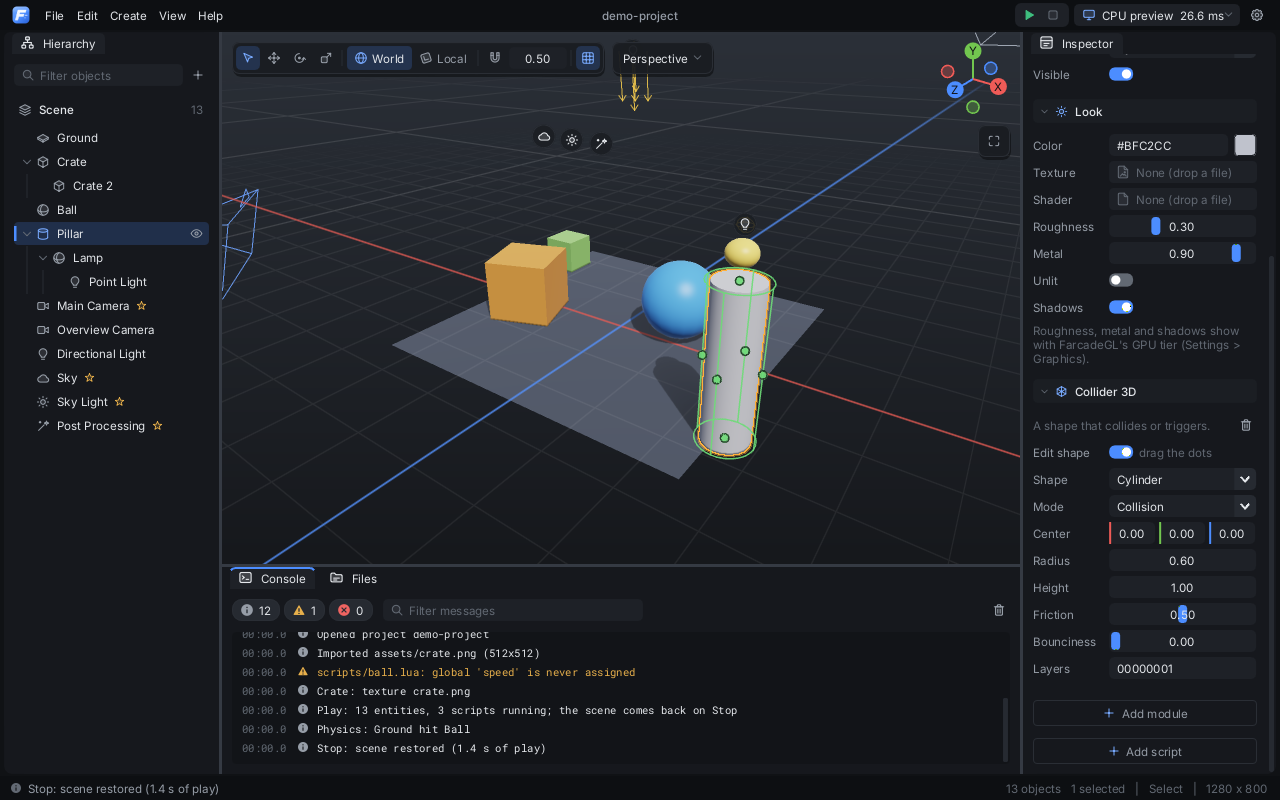 File Edit Create View Help
demo-project
CPU preview 26.6 ms
Hierarchy
Filter objects
Scene 13
Ground
Crate
Crate 2
Ball
Pillar
Lamp
Point Light
Main Camera
Overview Camera
Directional Light
Sky
Sky Light
Post Processing
World Local 0.50 Perspective
Y
X
Z
Console Files
12 1 0 Filter messages
00:00.0 Opened project demo-project
00:00.0 Imported assets/crate.png (512x512)
00:00.0 scripts/ball.lua: global 'speed' is never assigned
00:00.0 Crate: texture crate.png
00:00.0 Play: 13 entities, 3 scripts running; the scene comes back on Stop
00:00.0 Physics: Ground hit Ball
00:00.0 Stop: scene restored (1.4 s of play)
Inspector
Visible
Look
Color #BFC2CC
Texture None (drop a file)
Shader None (drop a file)
Roughness 0.30
Metal 0.90
Unlit
Shadows
Roughness, metal and shadows show
with FarcadeGL's GPU tier (Settings >
Graphics).
Collider 3D
A shape that collides or triggers.
Edit shape drag the dots
Shape Cylinder
Mode Collision
Center 0.00 0.00 0.00
Radius 0.60
Height 1.00
Friction 0.50
Bounciness 0.00
Layers 00000001
Add module
Add script
Stop: scene restored (1.4 s of play)
13 objects 1 selected | Select | 1280 x 800